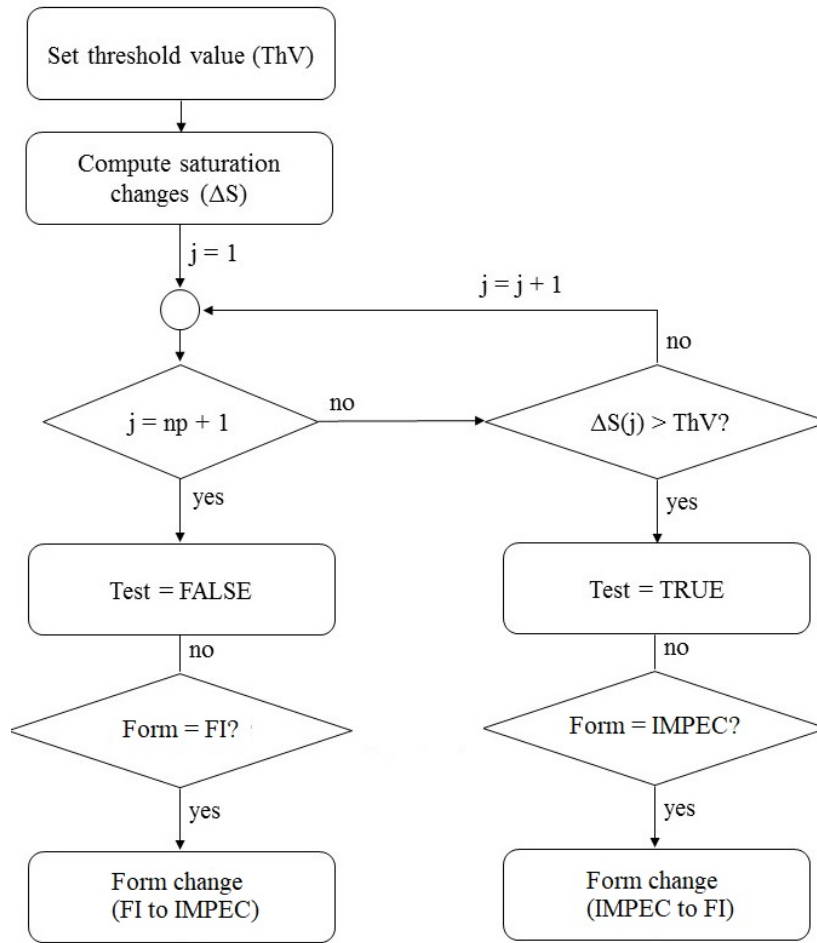 Set threshold value (ThV)
Compute saturation
changes (ΔS)
j = 1
j = j + 1
no
j = np + 1
no
ΔS(j) > ThV?
yes
yes
Test = FALSE
Test = TRUE
no
no
Form = FI?
Form = IMPEC?
yes
yes
Form change
(FI to IMPEC)
Form change
(IMPEC to FI)